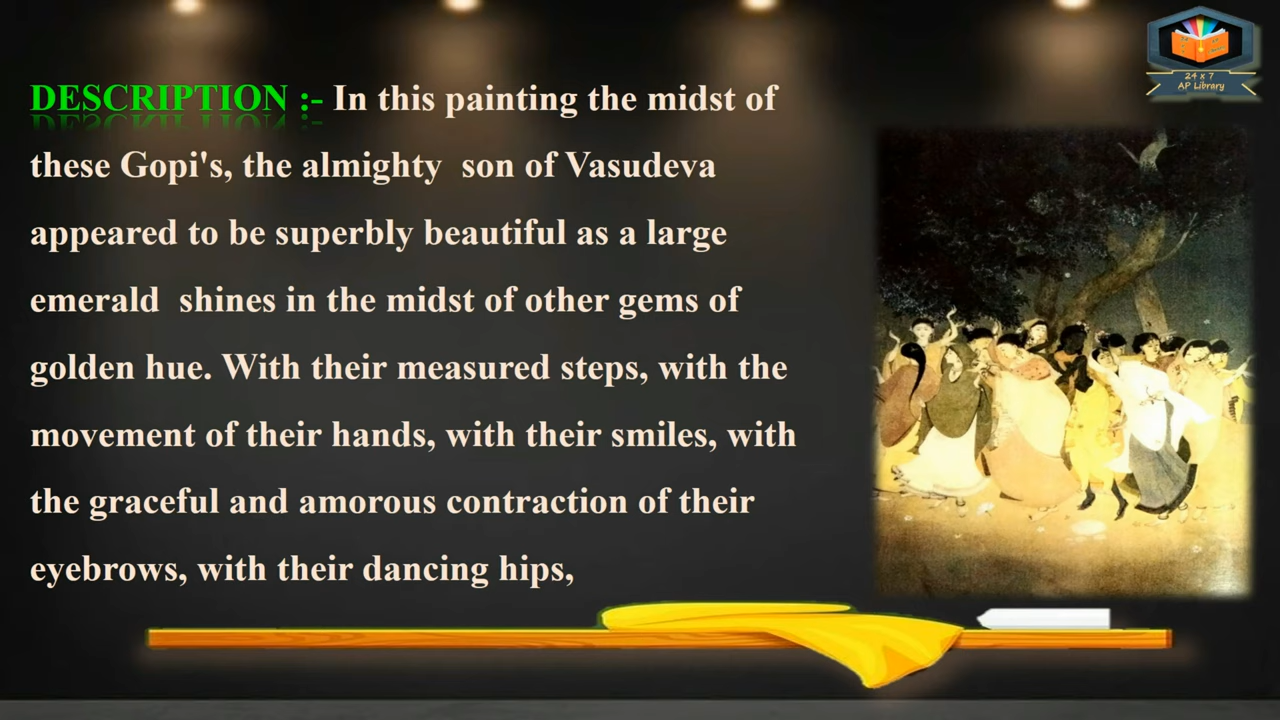 DESCRIPTION :- In this painting the midst of
these Gopi's, the almighty  son of Vasudeva
appeared to be superbly beautiful as a large
emerald  shines in the midst of other gems of
golden hue. With their measured steps, with the
movement of their hands, with their smiles, with
the graceful and amorous contraction of their
eyebrows, with their dancing hips,
24 x 7
AP Library